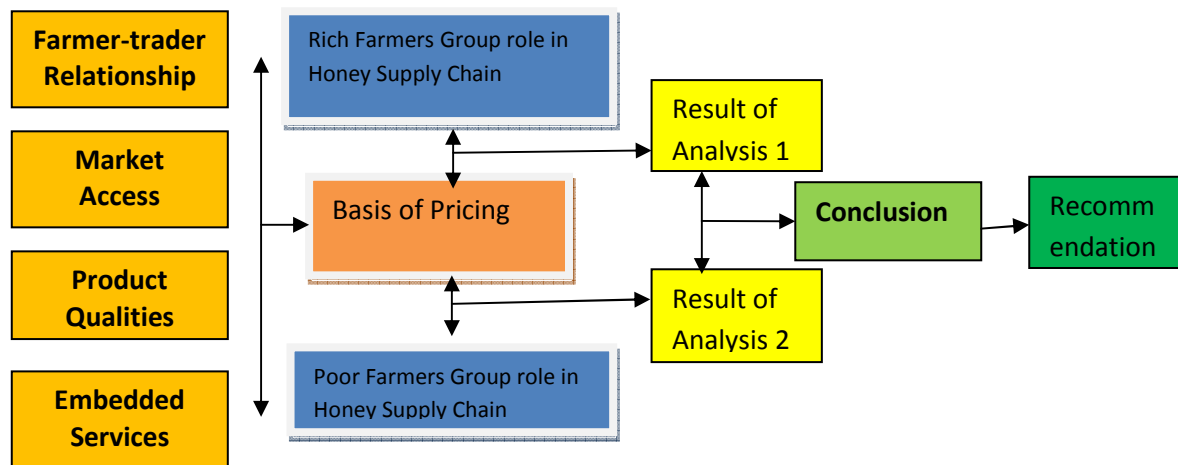 Farmer-trader
Relationship
Market
Access
Product
Qualities
Embedded
Services
Rich Farmers Group role in
Honey Supply Chain
Basis of Pricing
Poor Farmers Group role in
Honey Supply Chain
Result of
Analysis 1
Result of
Analysis 2
Conclusion
Recomm
endation